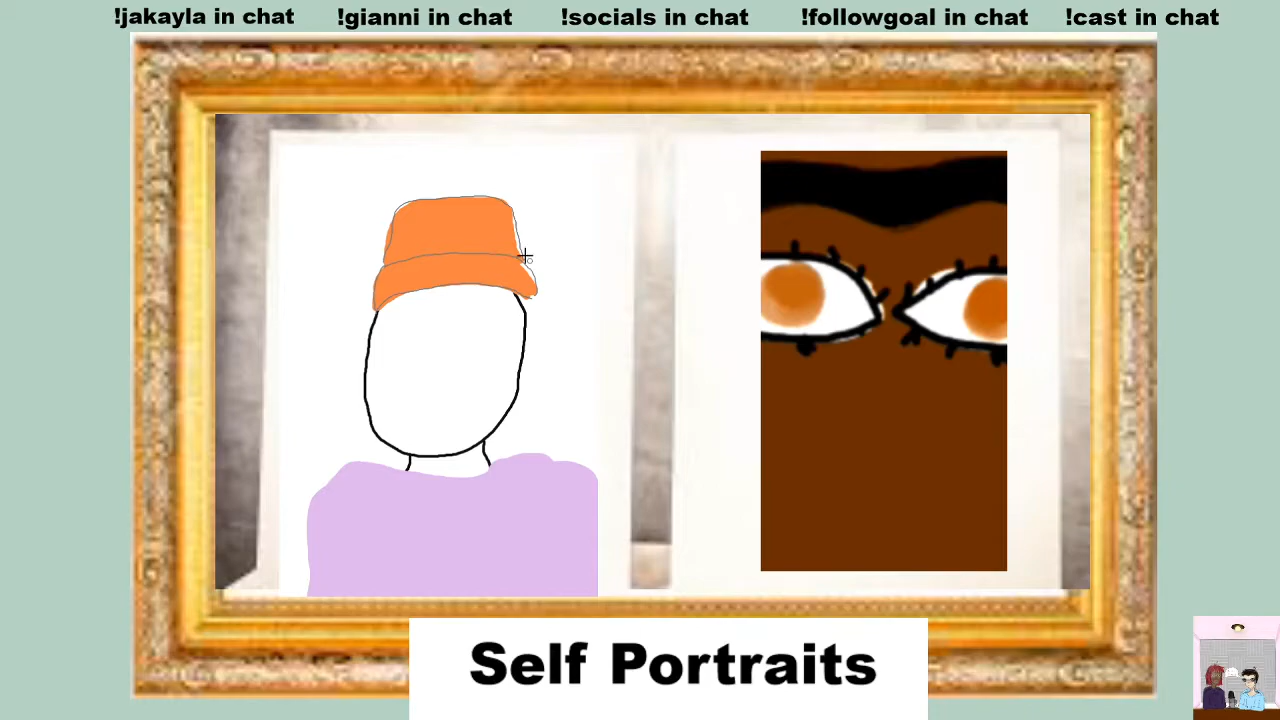 !jakayla in chat !gianni in chat !socials in chat !followgoal in chat !cast in chat
Self Portraits